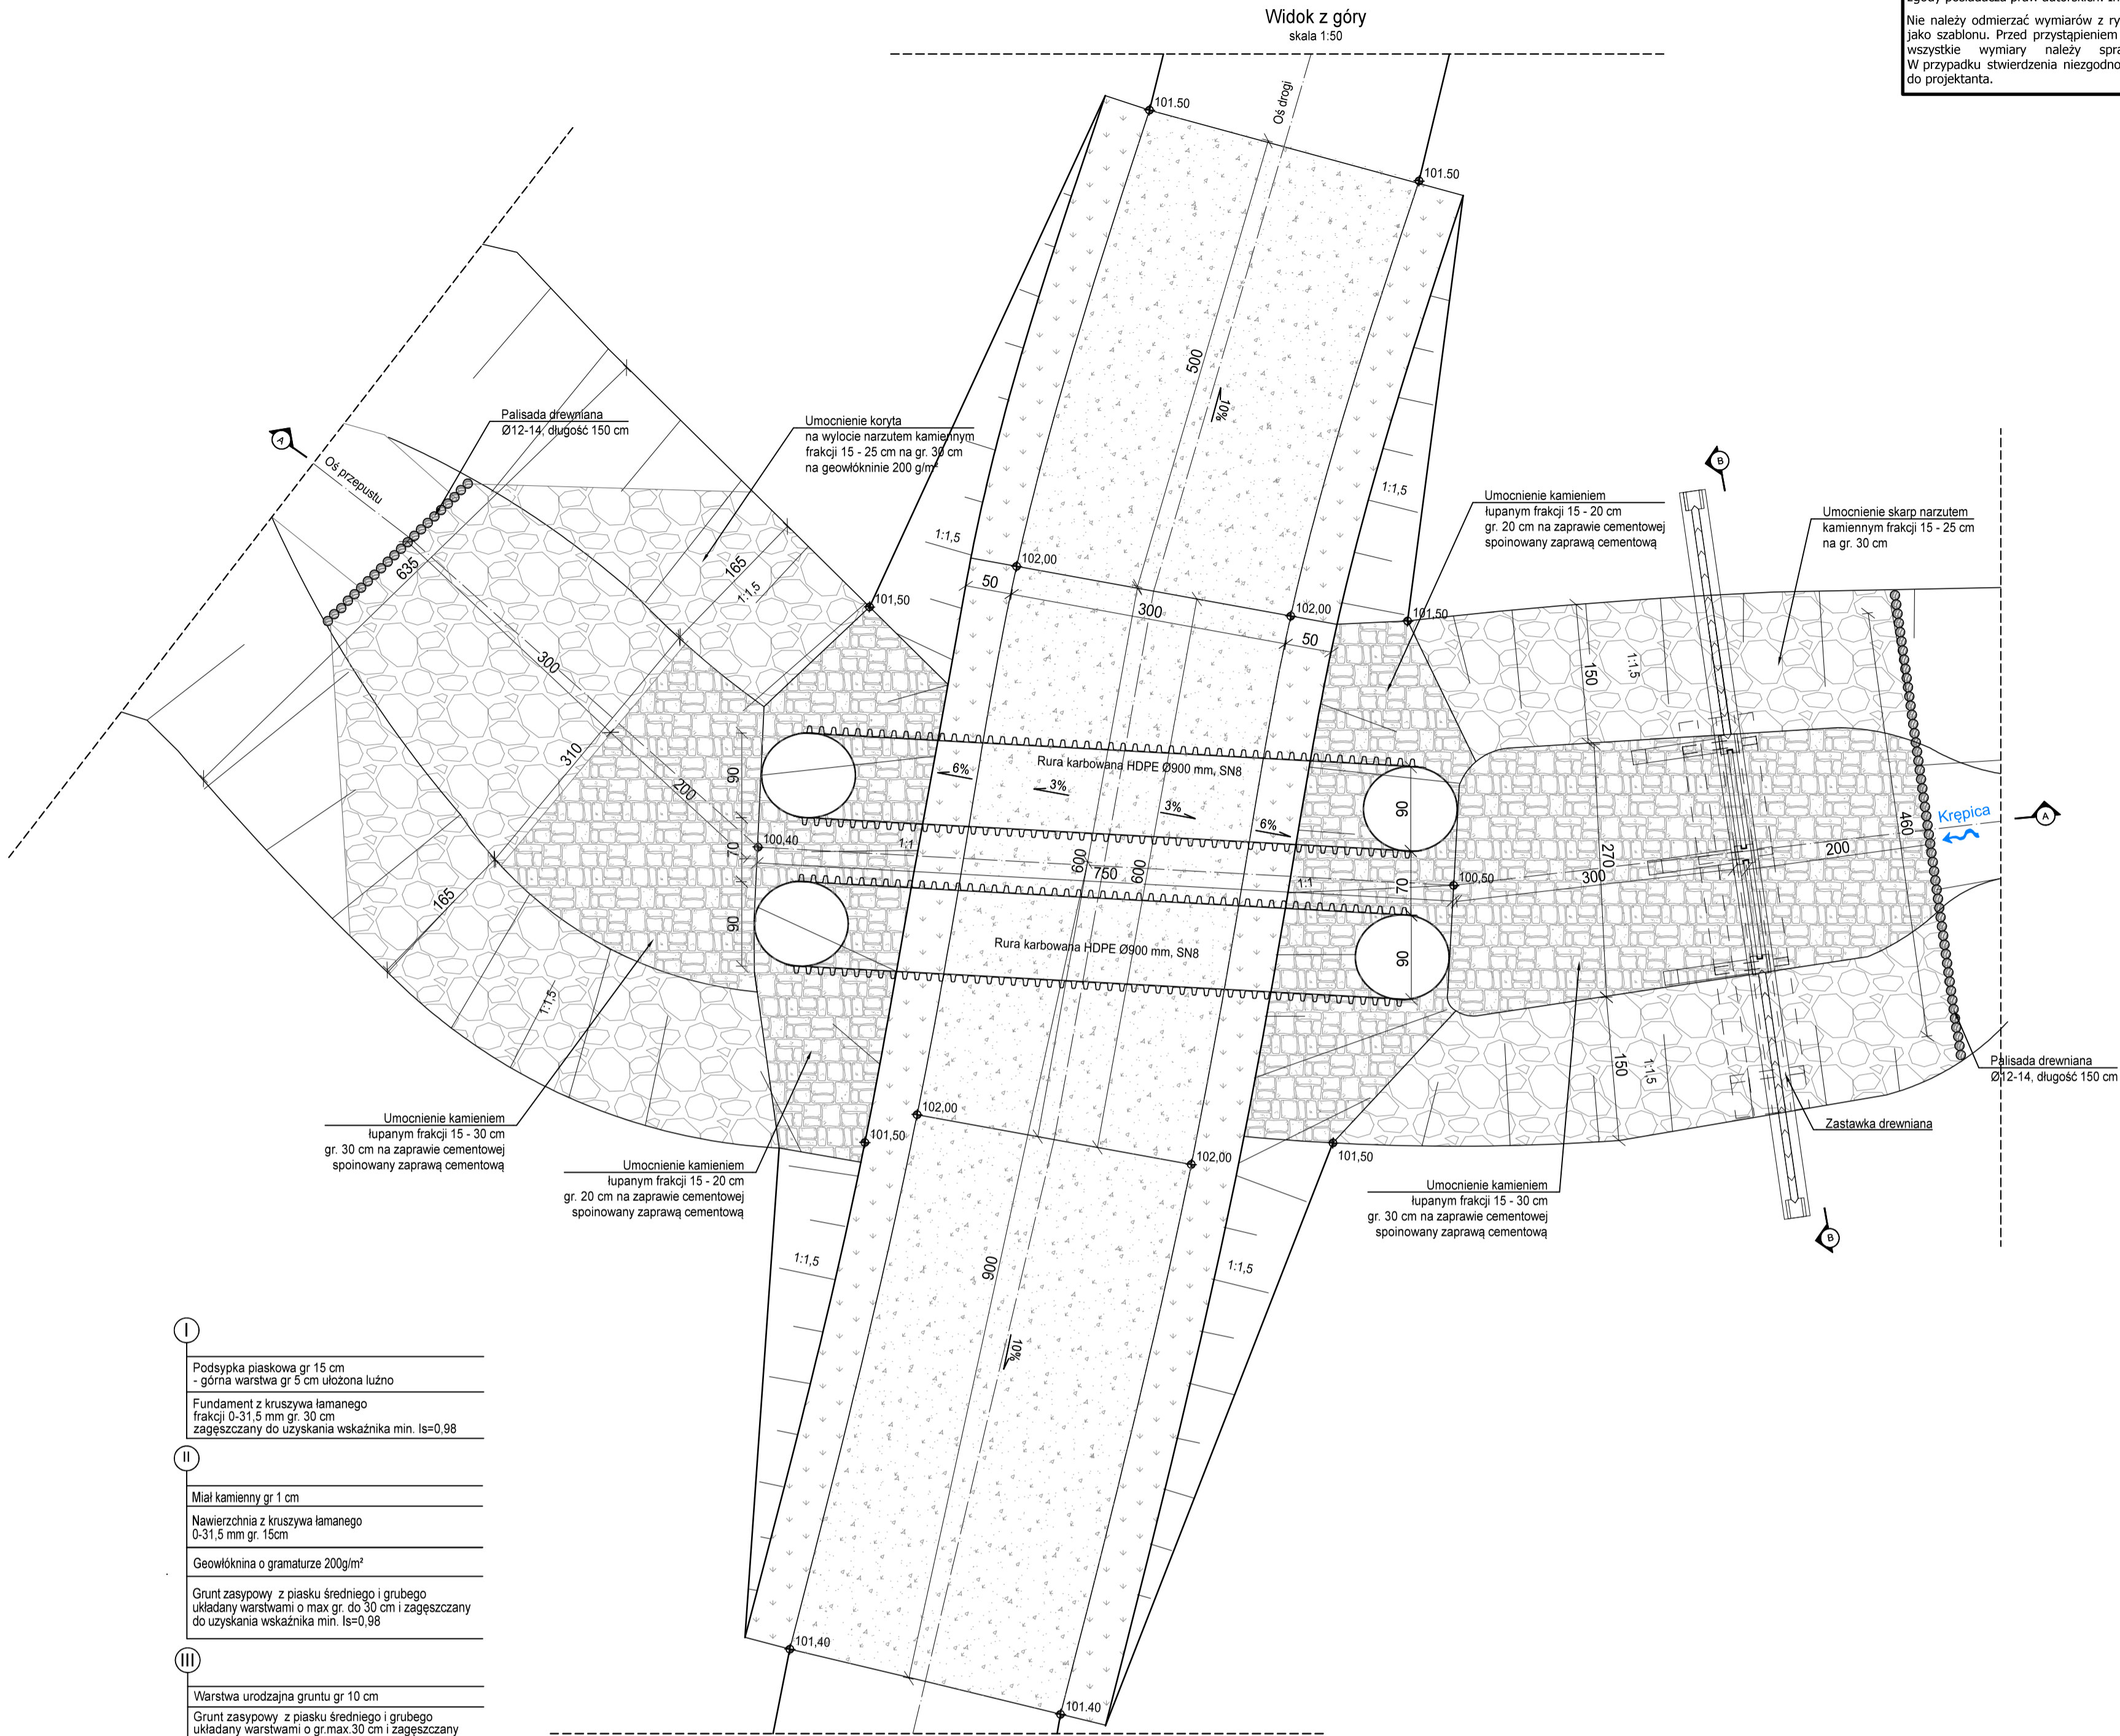 Widok z góry
skala 1:50
Nie należy odmierzać wymiarów z
jako szablonu. Przed przystąpieniem
wszystkie wymiary należy
W przypadku stwierdzenia
do projektanta.
101.50
Oś drogi
101.50
500
10%
Palisada drewniana
Ø12-14, długość 150 cm
Umocnienie koryta
na wylocie narzutem kamiennym
frakcji 15 - 25 cm na gr. 30 cm
na geowłókninie 200 g/m²
A
Oś przepustu
635
165
1:1,5
1:1,5
102,00
50
300
102,00
50
101,50
101,50
1:1,5
Umocnienie kamieniem
łupanym frakcji 15 - 20 cm
gr. 20 cm na zaprawie cementowej
spoinowany zaprawą cementową
B
Umocnienie skarp narzutem
kamiennym frakcji 15 - 25 cm
na gr. 30 cm
150
1:1,5
300
310
200
90
70
90
100,40
1:1
6%
3%
Rura karbowana HDPE Ø900 mm, SN8
3%
6%
600
750
600
1:1
Rura karbowana HDPE Ø900 mm, SN8
90
70
90
100,50
300
270
200
460
Krępica
A
165
1:1,5
150
1:1,5
Palisada drewniana
Ø12-14, długość 150 cm
Zastawka drewniana
B
102,00
101,50
102,00
101,50
Umocnienie kamieniem
łupanym frakcji 15 - 30 cm
gr. 30 cm na zaprawie cementowej
spoinowany zaprawą cementową
Umocnienie kamieniem
łupanym frakcji 15 - 20 cm
gr. 20 cm na zaprawie cementowej
spoinowany zaprawą cementową
Umocnienie kamieniem
łupanym frakcji 15 - 30 cm
gr. 30 cm na zaprawie cementowej
spoinowany zaprawą cementową
1:1,5
900
1:1,5
10%
101,40
101.40
I
Podsypka piaskowa gr 15 cm
- górna warstwa gr 5 cm ułożona luźno
Fundament z kruszywa łamanego
frakcji 0-31,5 mm gr. 30 cm
zagęszczany do uzyskania wskaźnika min. Is=0,98
II
Miał kamienny gr 1 cm
Nawierzchnia z kruszywa łamanego
0-31,5 mm gr. 15cm
Geowłóknina o gramaturze 200g/m²
Grunt zasypowy z piasku średniego i grubego
układany warstwami o max gr. do 30 cm i zagęszczany
do uzyskania wskaźnika min. Is=0,98
III
Warstwa urodzajna gruntu gr 10 cm
Grunt zasypowy z piasku średniego i grubego
układany warstwami o gr.max.30 cm i zagęszczany